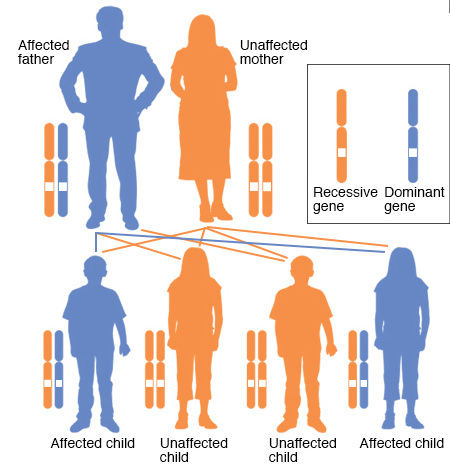 Affected
father
Unaffected
mother
Recessive
gene
Dominant
gene
Affected child
Unaffected
child
Unaffected
child
Affected child